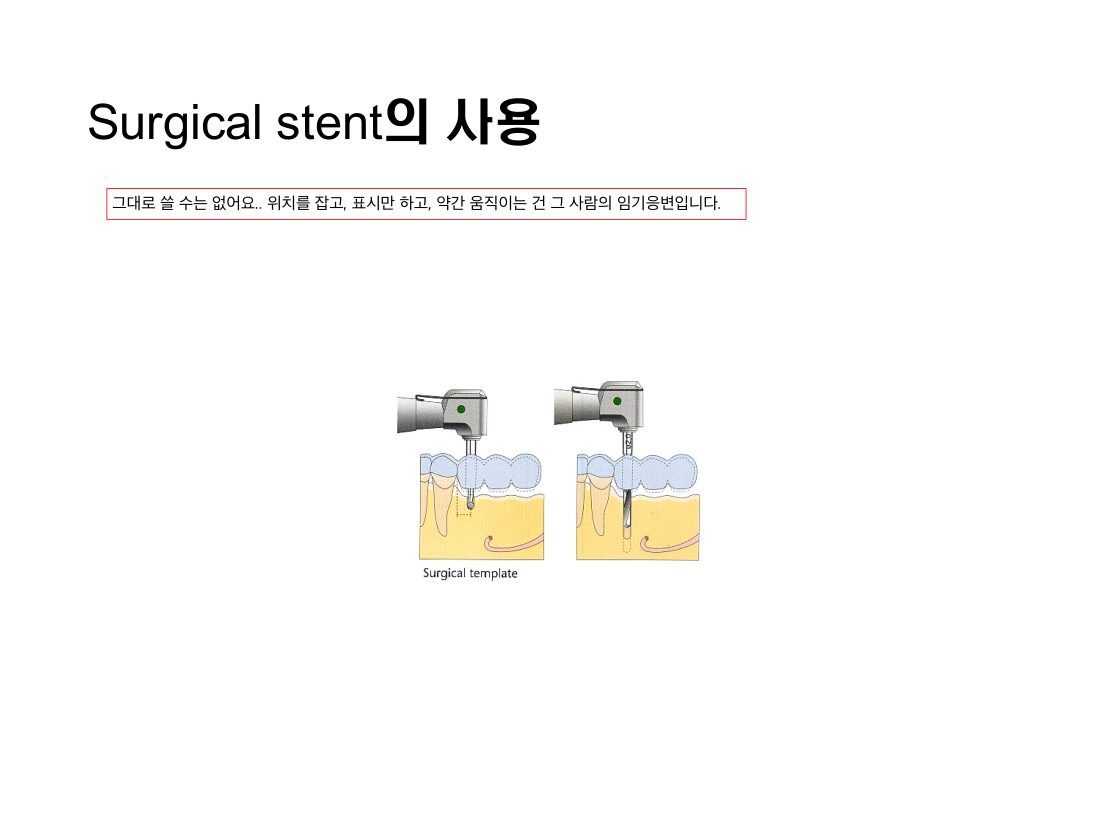 Surgical stent의 사용
그대로 쓸 수는 없어요.. 위치를 잡고, 표시만 하고, 약간 움직이는 건 그 사람의 임기응변입니다.
Surgical template